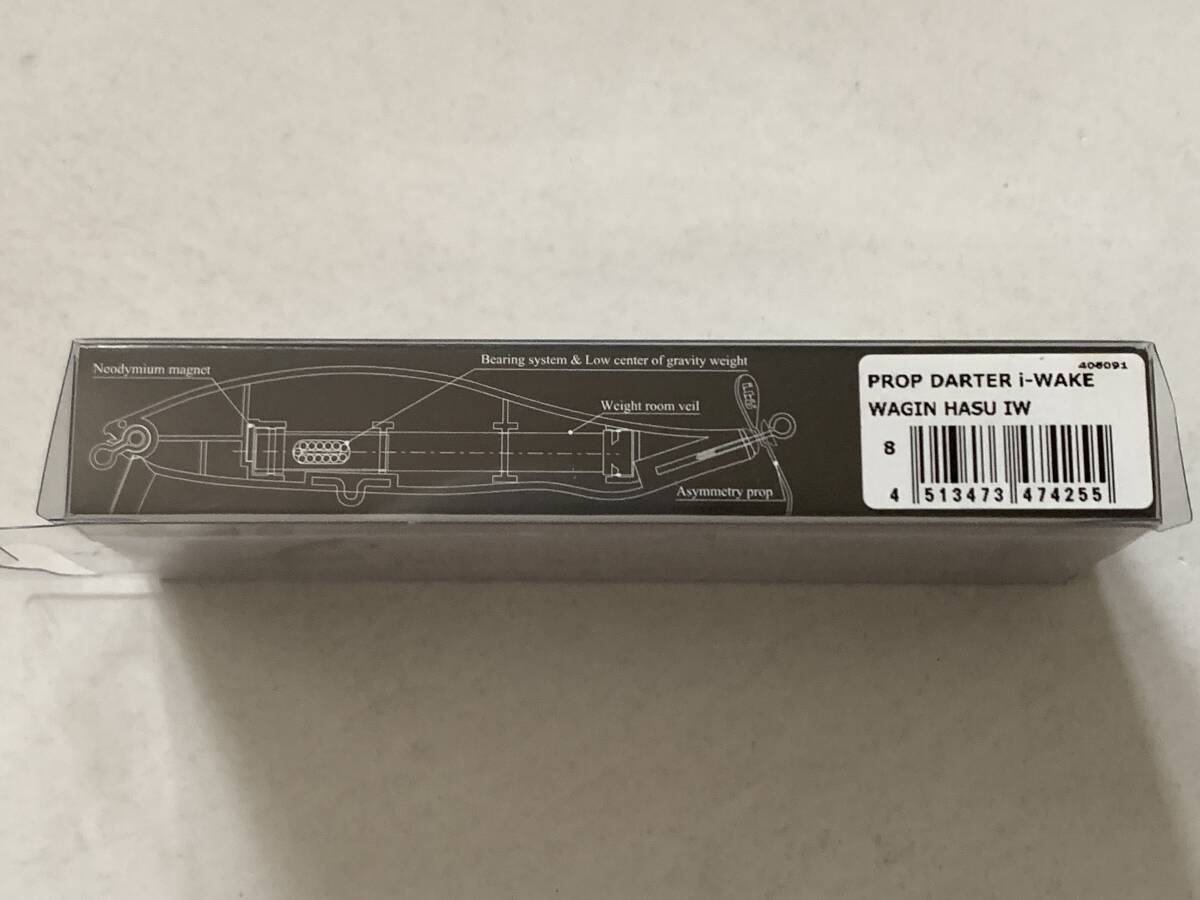 Neodymium magnet
Bearing system & Low center of gravity weight
Weight room veil
Asymmetry prop
406091
PROP DARTER i-WAKE
WAGIN HASU IW
8
4 513473 474255